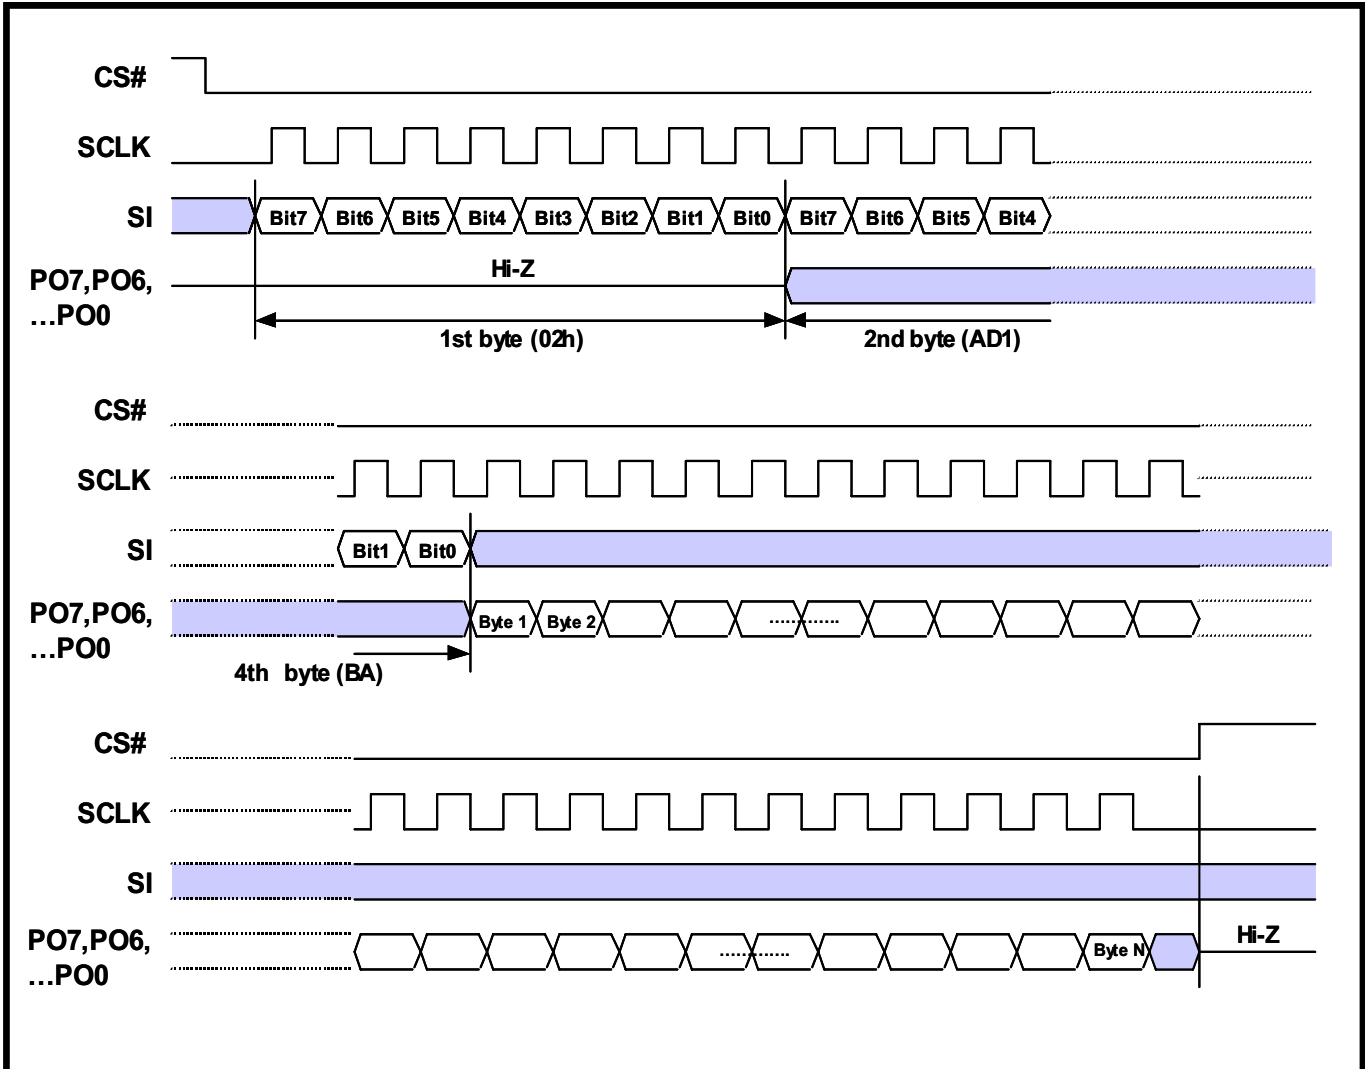 CS#
SCLK
SI Bit7 Bit6 Bit5 Bit4 Bit3 Bit2 Bit1 Bit0 Bit7 Bit6 Bit5 Bit4
PO7,PO6, Hi-Z
...PO0
1st byte (02h) 2nd byte (AD1)
CS#
SCLK
SI Bit1 Bit0
PO7,PO6, Byte 1 Byte 2 ..............
...PO0
4th byte (BA)
CS#
SCLK
SI
PO7,PO6, .............. Byte N Hi-Z
...PO0